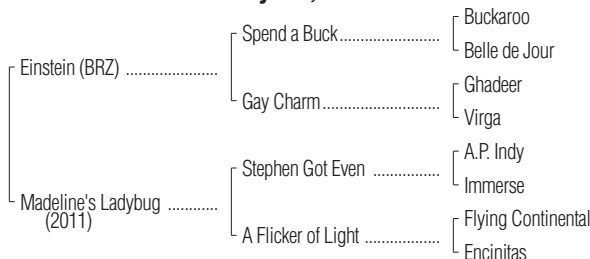 Spend a Buck
Buckaroo
Belle de Jour
Einstein (BRZ)
Gay Charm
Ghadeer
Virga
Madeline's Ladybug
(2011)
Stephen Got Even
A.P. Indy
Immerse
A Flicker of Light
Flying Continental
Encinitas